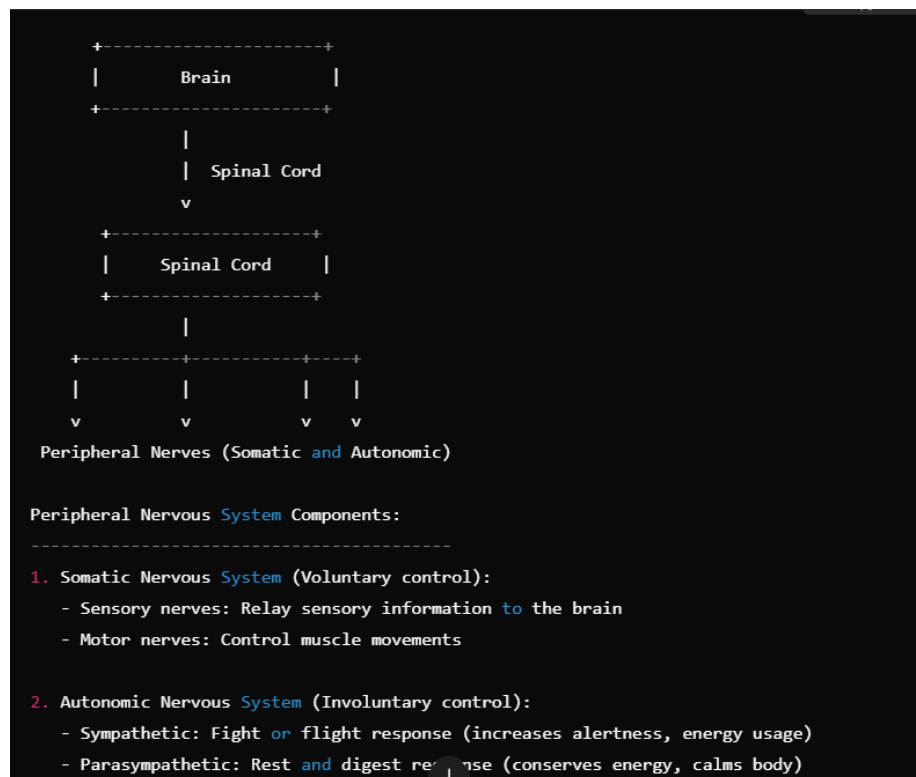 Brain
Spinal Cord
v
Spinal Cord
v v v v
Peripheral Nerves (Somatic and Autonomic)
Peripheral Nervous System Components:
1. Somatic Nervous System (Voluntary control):
- Sensory nerves: Relay sensory information to the brain
- Motor nerves: Control muscle movements
2. Autonomic Nervous System (Involuntary control):
- Sympathetic: Fight or flight response (increases alertness, energy usage)
- Parasympathetic: Rest and digest (conserves energy, calms body)